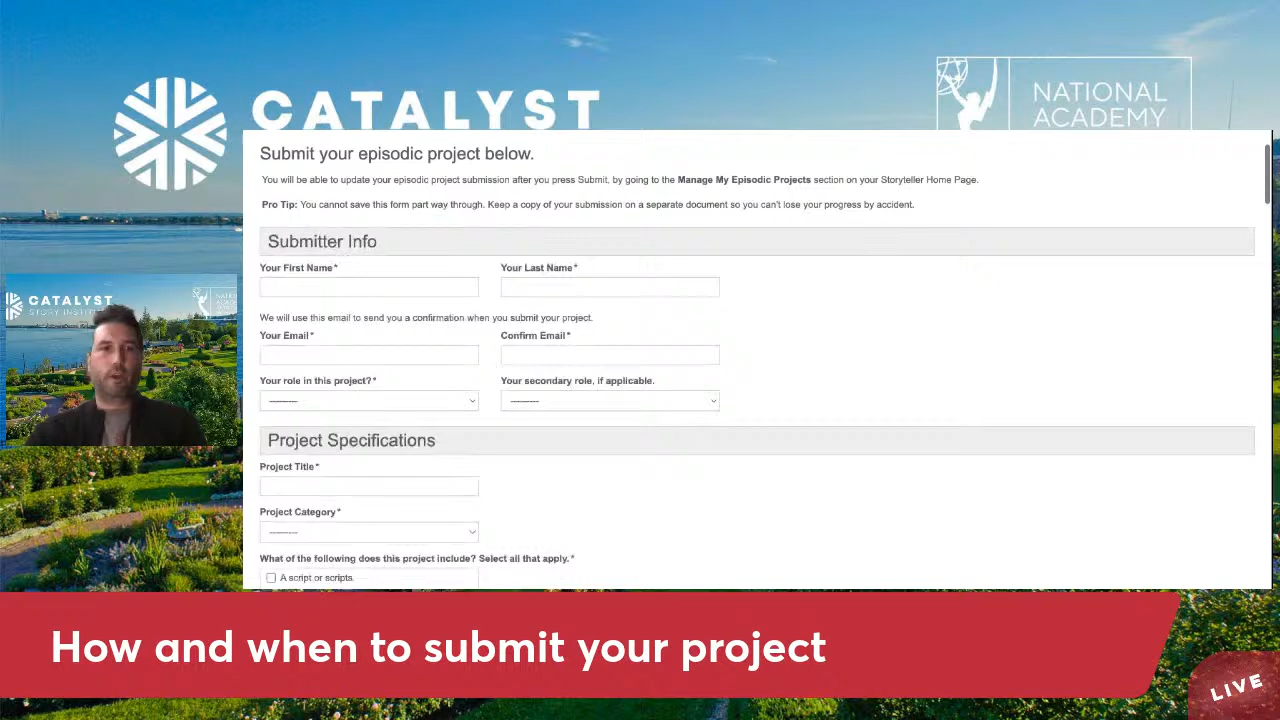 CATALYST
NATIONAL
ACADEMY
Submit your episodic project below.
You will be able to update your episodic project submission after you press Submit, by going to the Manage My Episodic Projects section on your Storyteller Home Page.
Pro Tip: You cannot save this form part way through. Keep a copy of your submission on a separate document so you can't lose your progress by accident.
Submitter Info
Your First Name*
Your Last Name*
We will use this email to send you a confirmation when you submit your project.
Your Email*
Confirm Email*
Your role in this project?*
Your secondary role, if applicable.
---------
---------
Project Specifications
Project Title*
Project Category*
---------
What of the following does this project include? Select all that apply.*
A script or scripts
CATALYST
How and when to submit your project
LIVE